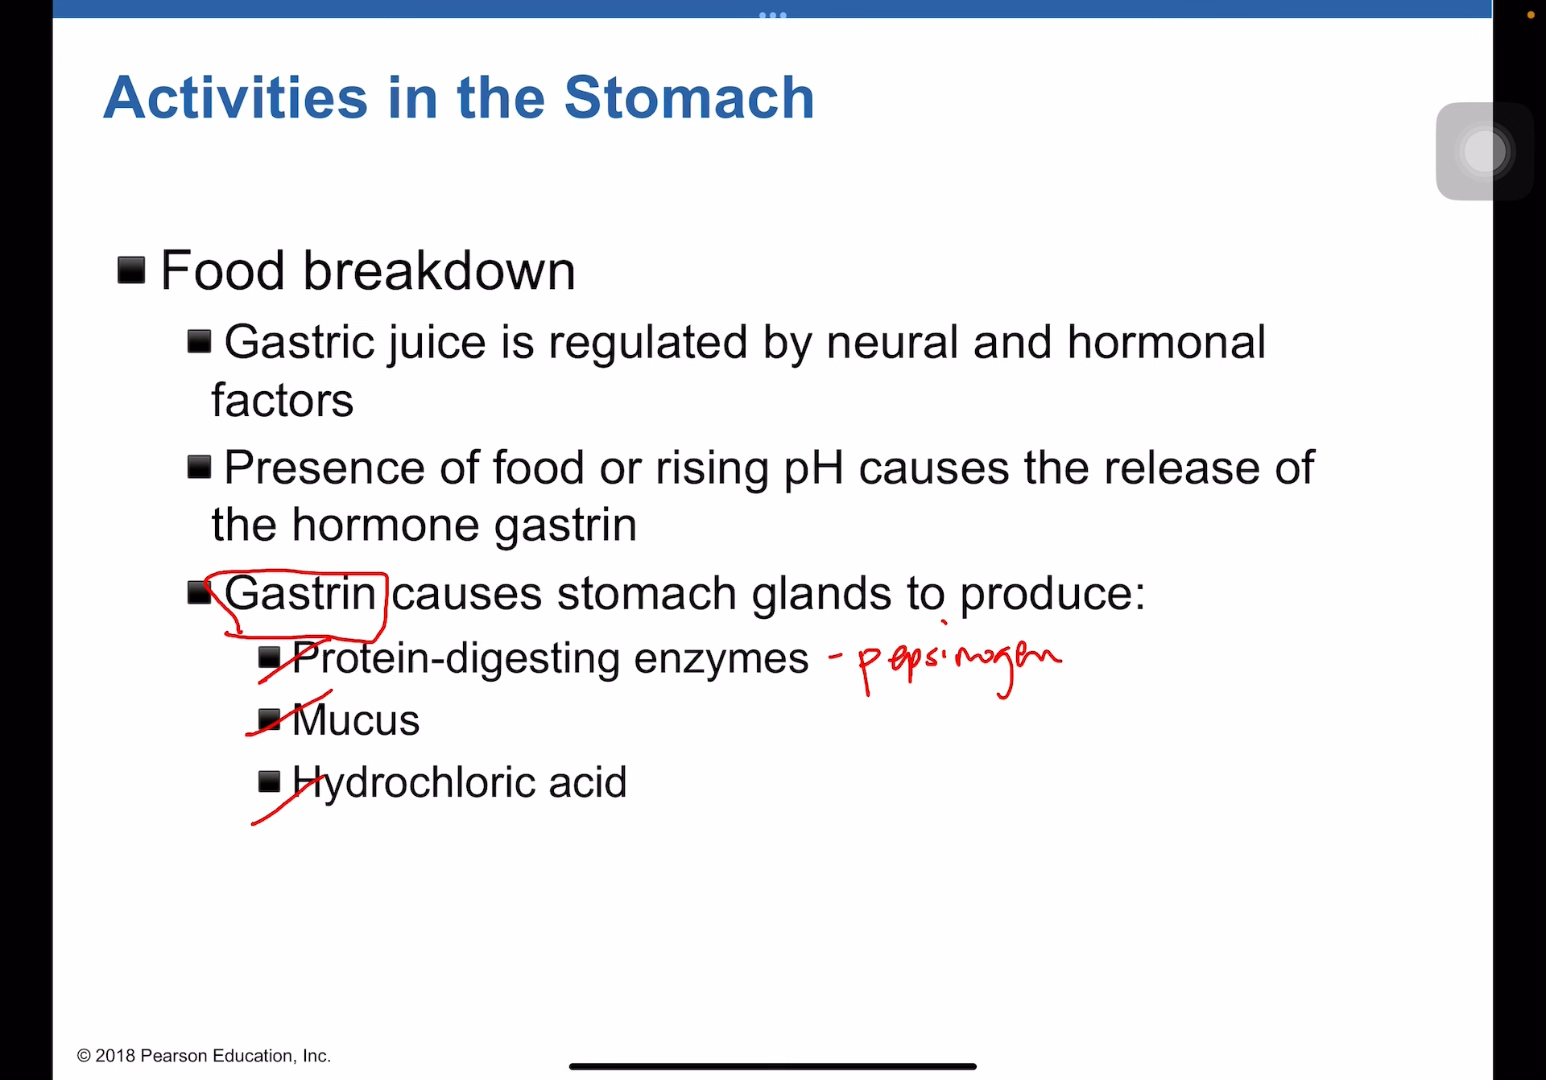 Activities in the Stomach
Food breakdown
Gastric juice is regulated by neural and hormonal
factors
Presence of food or rising pH causes the release of
the hormone gastrin
Gastrin causes stomach glands to produce:
Protein-digesting enzymes - pepsinogen
Mucus
Hydrochloric acid
© 2018 Pearson Education, Inc.